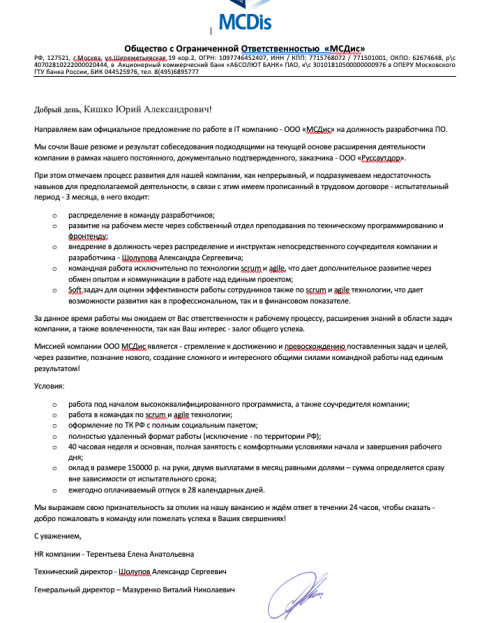 MCDis
Общество с Ограниченной Ответственностью «МСДис»
РФ, 127521, г.Москва, ул.Шереметьевская,19 кор.2, ОГРН: 1097746452407, ИНН / КПП: 7715768072 / 771501001, ОКПО: 62674648, р\с
40702810222000020444, в Акционерный коммерческий банк «АБСОЛЮТ БАНК» ПАО, к\с 30101810500000000976 в ОПЕРУ Московского
ГТУ банка России, БИК 044525976, тел. 8(495)6895777
Добрый день, Кишко Юрий Александрович!
Направляем вам официальное предложение по работе в IT компании - ООО «МСДис» на должность разработчика ПО.
Мы сочли Ваше резюме и результат собеседования подходящими на текущей основе расширения деятельности
компании в рамках нашего постоянного, документально подтвержденного, заказчика - ООО «Руссаутдор».
При этом отмечаем процесс развития для нашей компании, как непрерывный, и подразумеваем недостаточность
навыков для предполагаемой деятельности, в связи с этим имеем прописанный в трудовом договоре - испытательный
период - 3 месяца, в него входит:
o распределение в команду разработчиков;
o развитие на рабочем месте через собственный отдел преподавания по техническому программированию и
фронтенду;
o внедрение в должность через распределение и инструктаж непосредственного соучредителя компании и
разработчика - Шолупова Александра Сергеевича;
o командная работа исключительно по технологии scrum и agile, что дает дополнительное развитие через
обмен опытом и коммуникации в работе над единым проектом;
o Soft задач для оценки эффективности работы сотрудников также по scrum и agile технологии, что дает
возможности развития как в профессиональном, так и в финансовом показателе.
За данное время работы мы ожидаем от Вас ответственности к рабочему процессу, расширения знаний в области задач
компании, а также вовлеченности, так как Ваш интерес - залог общего успеха.
Миссией компании ООО МСДис является - стремление к достижению и превосхождению поставленных задач и целей,
через развитие, познание нового, создание сложного и интересного общими силами командной работы над единым
результатом!
Условия:
o работа под началом высококвалифицированного программиста, а также соучредителя компании;
o работа в командах по scrum и agile технологии;
o оформление по ТК РФ с полным социальным пакетом;
o полностью удаленный формат работы (исключение - по территории РФ);
o 40 часовая неделя и основная, полная занятость с комфортными условиями начала и завершения рабочего
дня;
o оклад в размере 150000 р. на руки, двумя выплатами в месяц равными долями – сумма определяется сразу
вне зависимости от испытательного срока;
o ежегодно оплачиваемый отпуск в 28 календарных дней.
Мы выражаем свою признательность за отклик на нашу вакансию и ждём ответ в течении 24 часов, чтобы сказать -
добро пожаловать в команду или пожелать успеха в Ваших свершениях!
С уважением,
HR компании - Терентьева Елена Анатольевна
Технический директор - Шолупов Александр Сергеевич
Генеральный директор – Мазуренко Виталий Николаевич